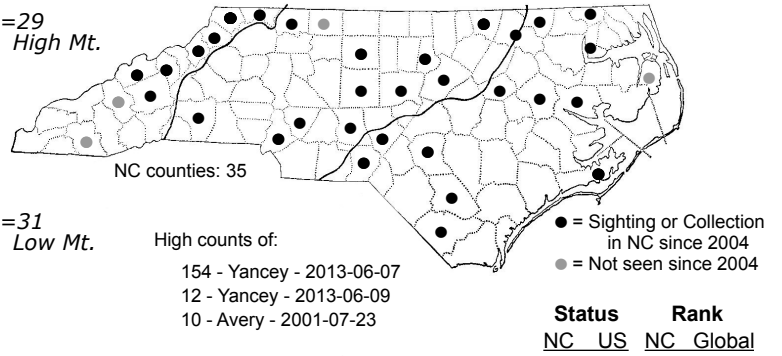 =29
High Mt.
NC counties: 35
=31
Low Mt.
High counts of:
154 - Yancey - 2013-06-07
12 - Yancey - 2013-06-09
10 - Avery - 2001-07-23
= Sighting or Collection
in NC since 2004
= Not seen since 2004
Status Rank
NC US NC Global